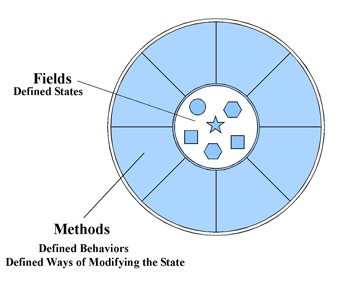 Fields
Defined States
Methods
Defined Behaviors
Defined Ways of Modifying the State